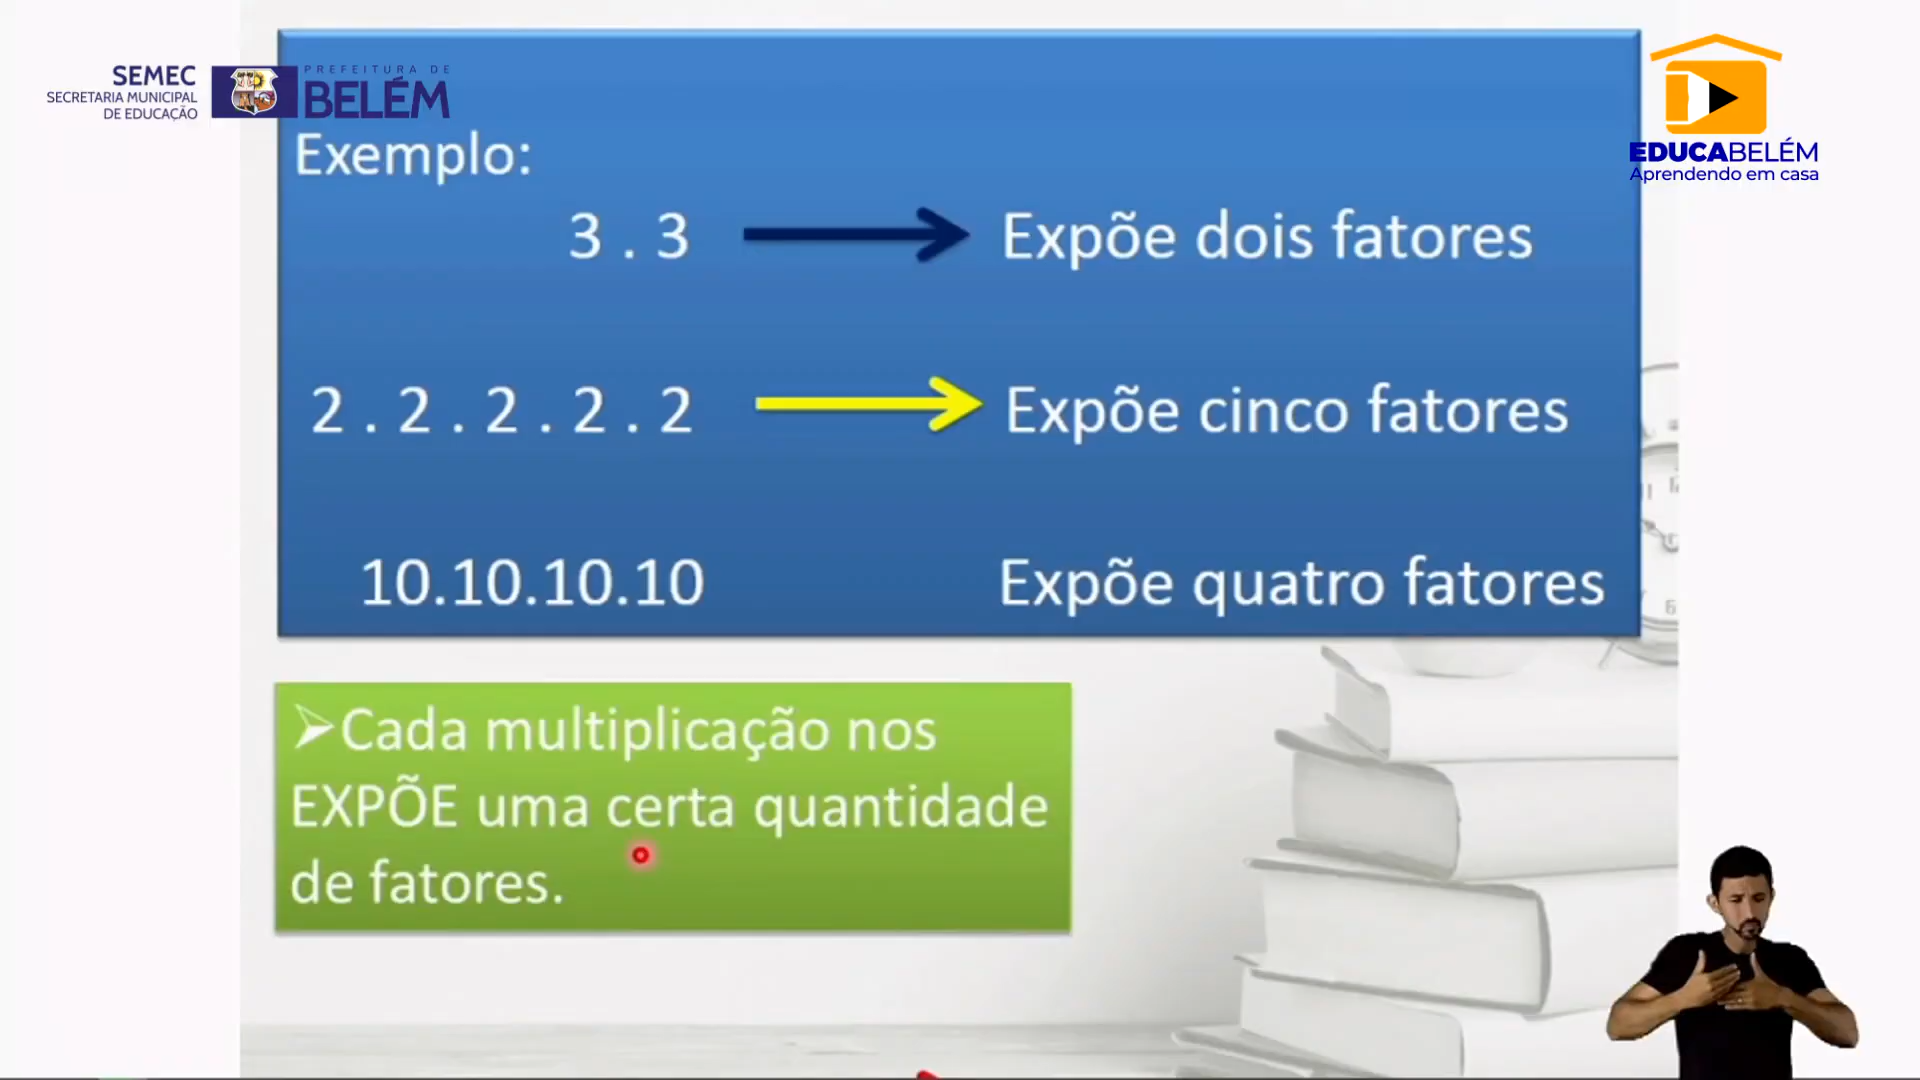 SEMEC
SECRETARIA MUNICIPAL
DE EDUCAÇÃO
PREFEITURA DE
BELÉM
EDUCABELÉM
Aprendendo em casa
Exemplo:
3 . 3 Expõe dois fatores
2 . 2 . 2 . 2 . 2 Expõe cinco fatores
10.10.10.10 Expõe quatro fatores
➢Cada multiplicação nos
EXPÕE uma certa quantidade
de fatores.